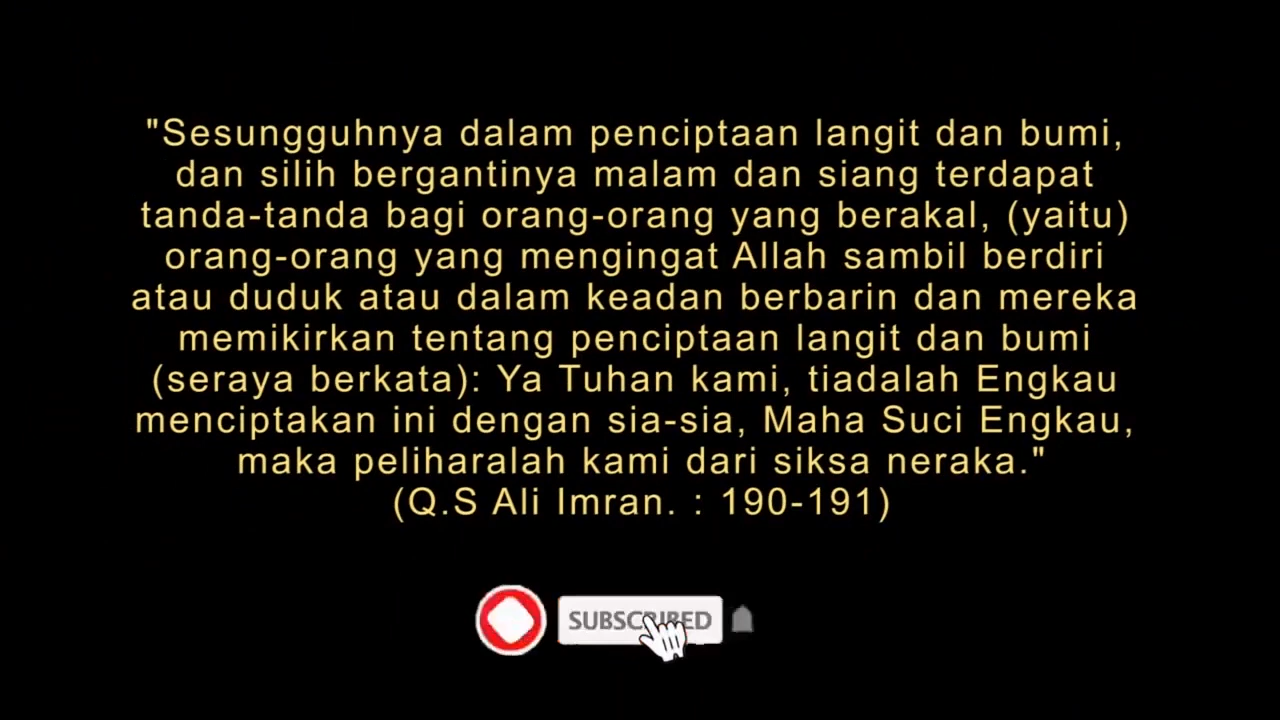 "Sesungguhnya dalam penciptaan langit dan bumi,
dan silih bergantinya malam dan siang terdapat
tanda-tanda bagi orang-orang yang berakal, (yaitu)
orang-orang yang mengingat Allah sambil berdiri
atau duduk atau dalam keadan berbarin dan mereka
memikirkan tentang penciptaan langit dan bumi
(seraya berkata): Ya Tuhan kami, tiadalah Engkau
menciptakan ini dengan sia-sia, Maha Suci Engkau,
maka peliharalah kami dari siksa neraka."
(Q.S Ali Imran. : 190-191)
SUBSCRIBED